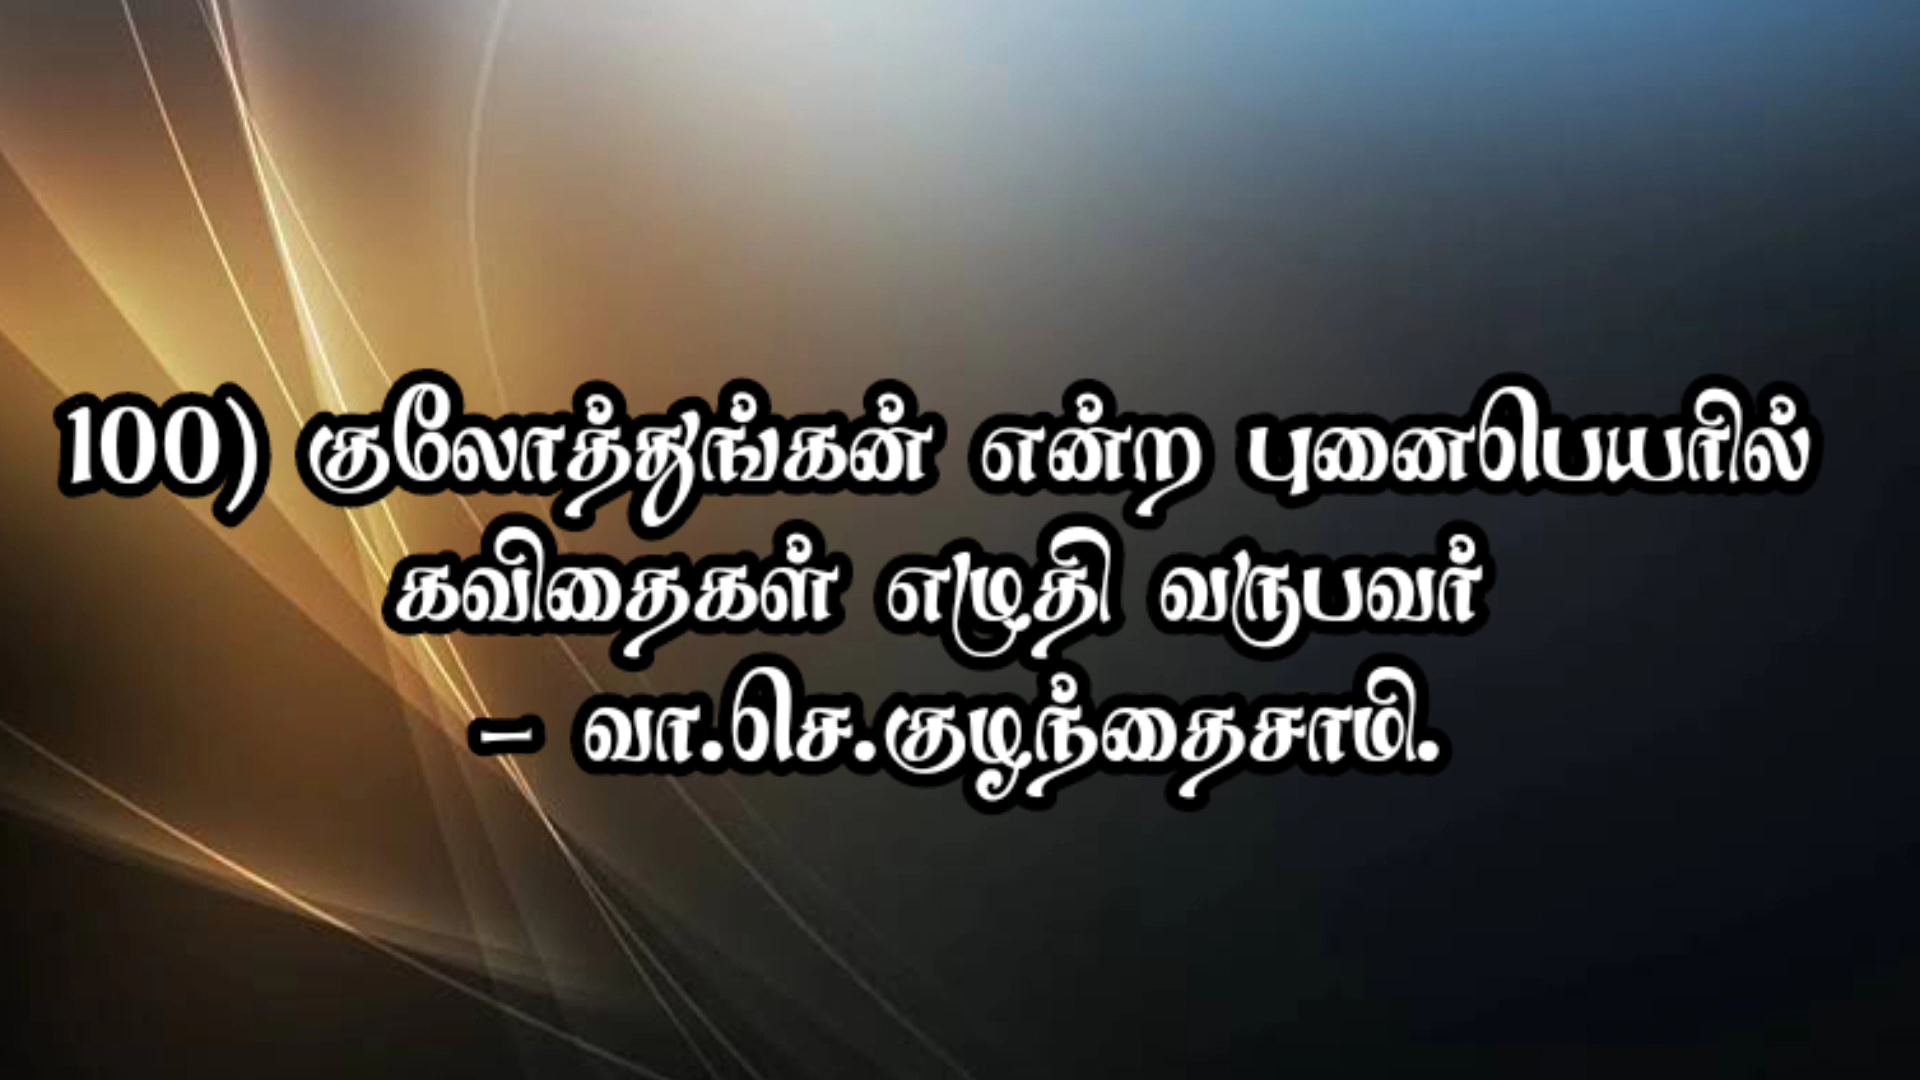 100) குலோத்துங்கன் என்ற புனைபெயரில்
கவிதைகள் எழுதி வருபவர்
- வா.செ.குழந்தைசாமி.